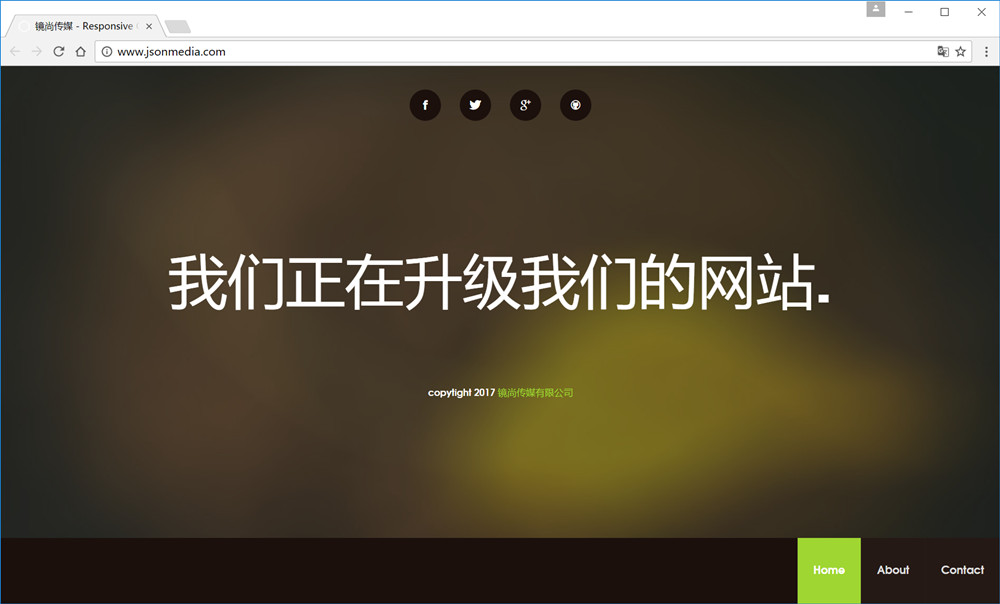 镜尚传媒 - Responsive
www.jsonmedia.com
我们正在升级我们的网站.
copytight 2017 镜尚传媒有限公司
Home About Contact